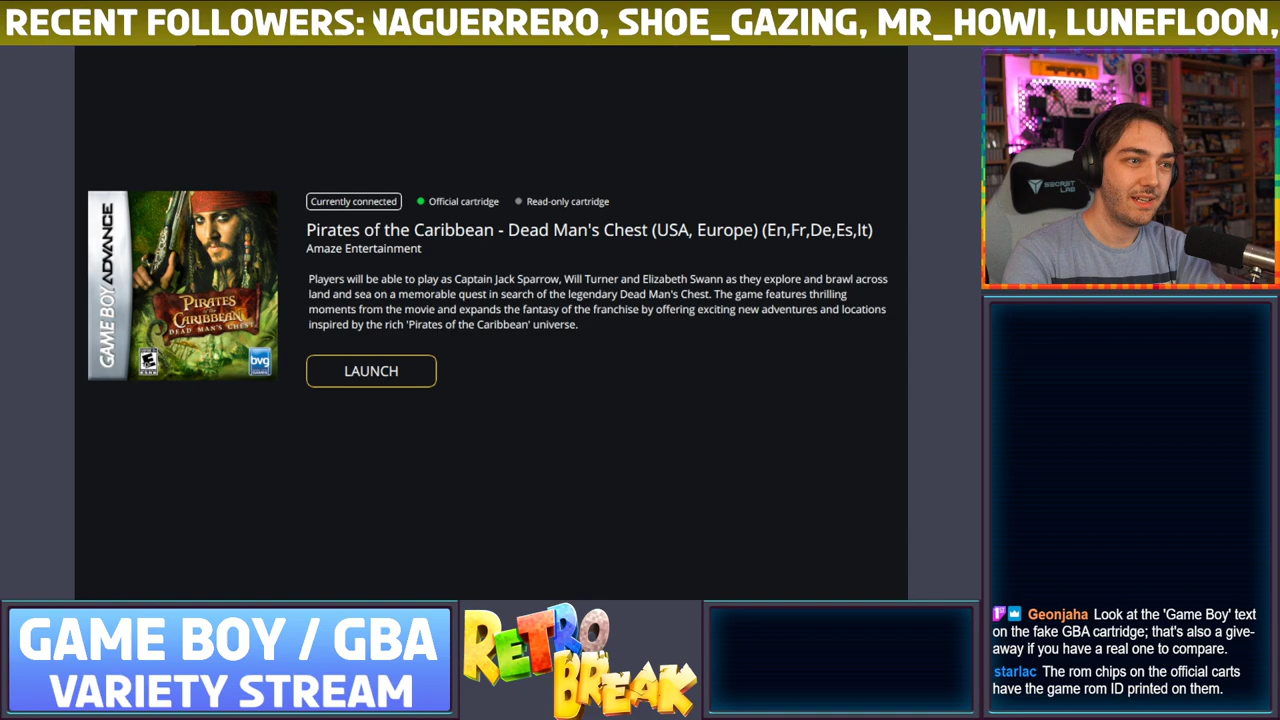 RECENT FOLLOWERS: NAGUERRERO, SHOE_GAZING, MR_HOWI, LUNEFLOON,
GAME BOY ADVANCE
PIRATES
of the
CARIBBEAN
DEAD MAN'S CHEST
E
bvg
Currently connected
Official cartridge
Read-only cartridge
Pirates of the Caribbean - Dead Man's Chest (USA, Europe) (En,Fr,De,Es,It)
Amaze Entertainment
Players will be able to play as Captain Jack Sparrow, Will Turner and Elizabeth Swann as they explore and brawl across
land and sea on a memorable quest in search of the legendary Dead Man's Chest. The game features thrilling
moments from the movie and expands the fantasy of the franchise by offering exciting new adventures and locations
inspired by the rich 'Pirates of the Caribbean' universe.
LAUNCH
SECRET
LAB
GAME BOY / GBA
VARIETY STREAM
RETRO
BREAK
Geonjaha Look at the 'Game Boy' text
on the fake GBA cartridge; that's also a give-
away if you have a real one to compare.
starlac The rom chips on the official carts
have the game rom ID printed on them.